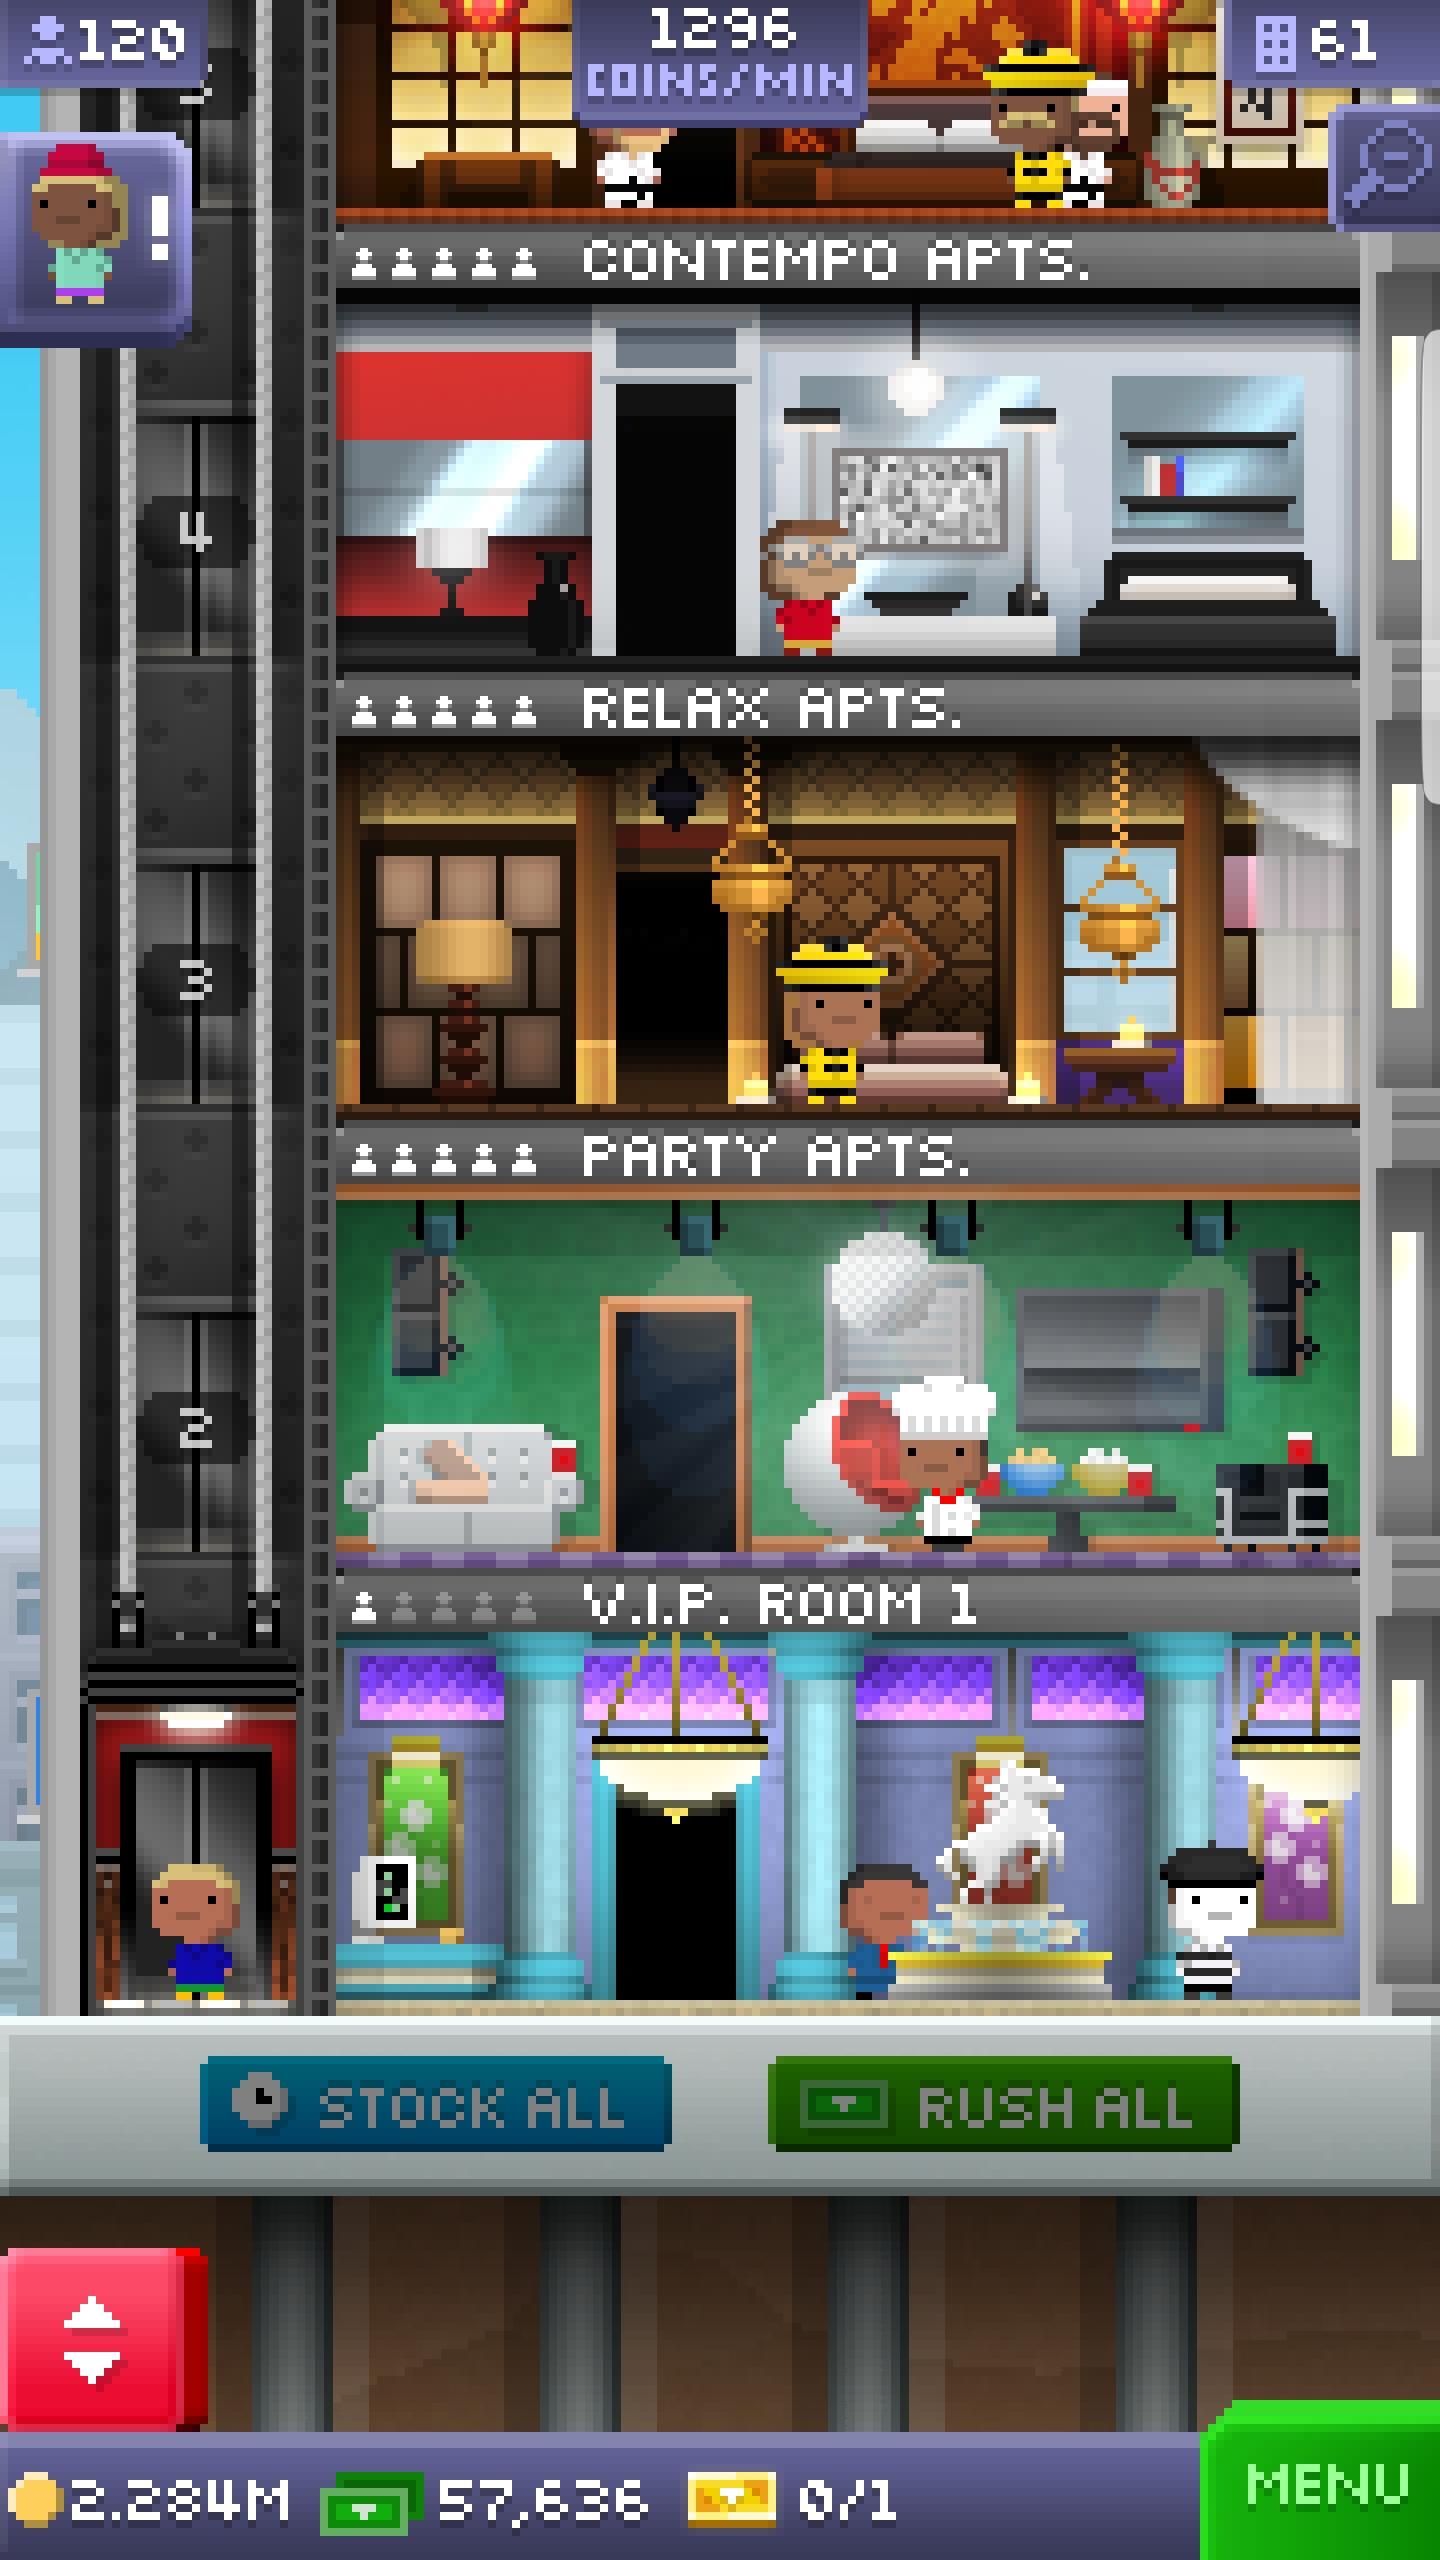 120
1296
COINS/MIN
61
!
CONTEMPO APTS.
4
RELAX APTS.
3
PARTY APTS.
2
V.I.P. ROOM 1
STOCK ALL
RUSH ALL
2.284M
57,636
0/1
MENU